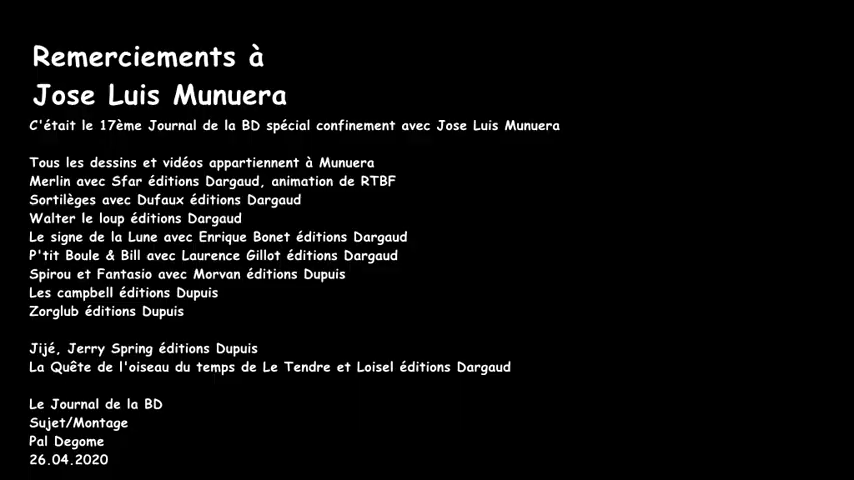 Remerciements à
Jose Luis Munuera
C'était le 17ème Journal de la BD spécial confinement avec Jose Luis Munuera
Tous les dessins et vidéos appartiennent à Munuera
Merlin avec Sfar éditions Dargaud, animation de RTBF
Sortilèges avec Dufaux éditions Dargaud
Walter le loup éditions Dargaud
Le signe de la Lune avec Enrique Bonet éditions Dargaud
P'tit Boule & Bill avec Laurence Gillot éditions Dargaud
Spirou et Fantasio avec Morvan éditions Dupuis
Les campbell éditions Dupuis
Zorglub éditions Dupuis
Jijé, Jerry Spring éditions Dupuis
La Quête de l'oiseau du temps de Le Tendre et Loisel éditions Dargaud
Le Journal de la BD
Sujet/Montage
Pal Degome
26.04.2020